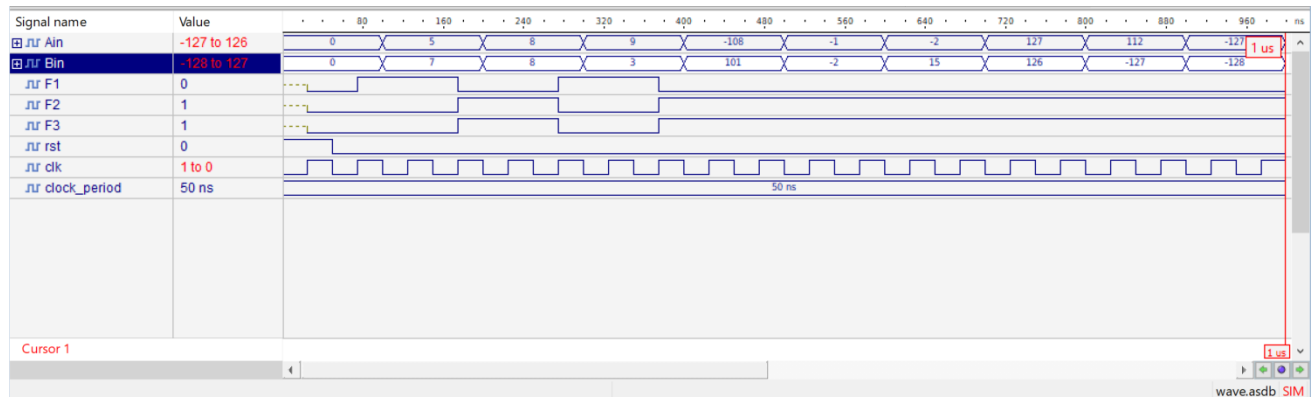 Signal name Value 80 160 240 320 400 480 560 640 720 800 880 960 ns
Ain -127 to 126 0 5 8 9 -108 -1 -2 127 112 -127
1 us
Bin -128 to 127 0 7 8 3 101 -2 15 126 -127 -128
F1 0
F2 1
F3 1
rst 0
clk 1 to 0
clock_period 50 ns 50 ns
Cursor 1 1 us
wave.asdb SIM